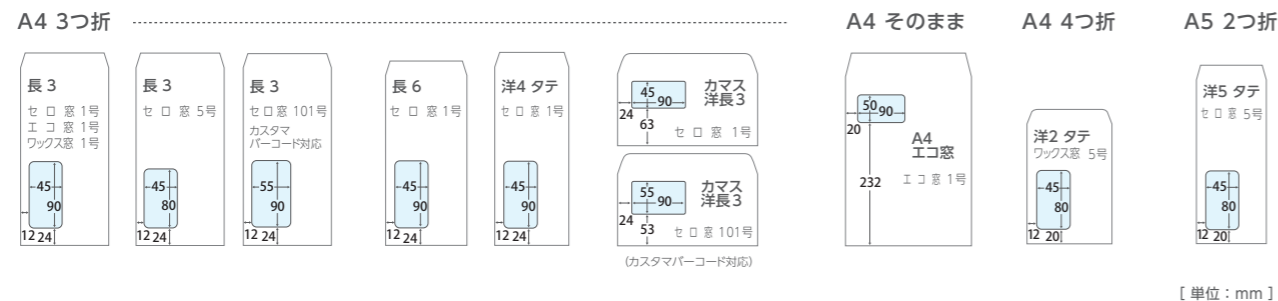 A4 3つ折
A4 そのまま
A4 4つ折
A5 2つ折
長 3
セ ロ 窓 1号
エ コ 窓 1号
ワックス窓 1号
45
90
12 24
長 3
セ ロ 窓 5号
45
80
12 24
長 3
セ ロ 窓 101号
カスタマ
バーコード対応
55
90
12 24
長 6
セ ロ 窓 1号
45
90
12 24
洋4 タテ
セ ロ 窓 1号
45
90
12 24
カマス
洋長3
45
90
24
63
セ ロ 窓 1号
カマス
洋長3
55
90
24
53
セ ロ 窓 101号
(カスタマバーコード対応)
50
90
20
A4
エコ窓
232
エ コ 窓 1号
洋2 タテ
ワックス窓 5号
45
80
12 20
洋5 タテ
セ ロ 窓 5号
45
80
12 20
[ 単位：mm ]